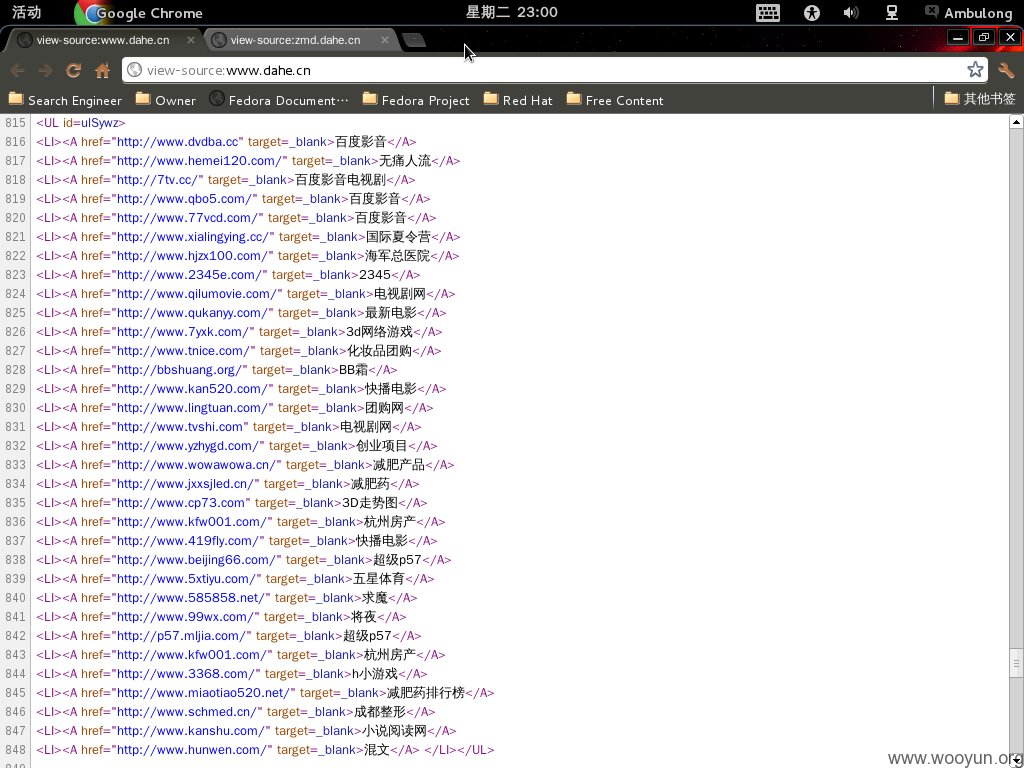 活动 Google Chrome 星期二 23:00 Ambulong
view-source:www.dahe.cn view-source:zmd.dahe.cn
view-source:www.dahe.cn
Search Engineer Owner Fedora Document… Fedora Project Red Hat Free Content 其他书签
815 <UL id=ulSywz>
816 <LI><A href="http://www.dvdba.cc" target=_blank>百度影音</A>
817 <LI><A href="http://www.hemei120.com/" target=_blank>无痛人流</A>
818 <LI><A href="http://7tv.cc/" target=_blank>百度影音电视剧</A>
819 <LI><A href="http://www.qbo5.com/" target=_blank>百度影音</A>
820 <LI><A href="http://www.77vcd.com/" target=_blank>百度影音</A>
821 <LI><A href="http://www.xialingying.cc/" target=_blank>国际夏令营</A>
822 <LI><A href="http://www.hjzx100.com/" target=_blank>海军总医院</A>
823 <LI><A href="http://www.2345e.com/" target=_blank>2345</A>
824 <LI><A href="http://www.qilumovie.com/" target=_blank>电视剧网</A>
825 <LI><A href="http://www.qukanyy.com/" target=_blank>最新电影</A>
826 <LI><A href="http://www.7yxk.com/" target=_blank>3d网络游戏</A>
827 <LI><A href="http://www.tnice.com/" target=_blank>化妆品团购</A>
828 <LI><A href="http://bbshuang.org/" target=_blank>BB霜</A>
829 <LI><A href="http://www.kan520.com/" target=_blank>快播电影</A>
830 <LI><A href="http://www.lingtuan.com/" target=_blank>团购网</A>
831 <LI><A href="http://www.tvshi.com" target=_blank>电视剧网</A>
832 <LI><A href="http://www.yzhygd.com/" target=_blank>创业项目</A>
833 <LI><A href="http://www.wowawowa.cn/" target=_blank>减肥产品</A>
834 <LI><A href="http://www.jxxsjled.cn/" target=_blank>减肥药</A>
835 <LI><A href="http://www.cp73.com" target=_blank>3D走势图</A>
836 <LI><A href="http://www.kfw001.com/" target=_blank>杭州房产</A>
837 <LI><A href="http://www.419fly.com/" target=_blank>快播电影</A>
838 <LI><A href="http://www.beijing66.com/" target=_blank>超级p57</A>
839 <LI><A href="http://www.5xtiyu.com/" target=_blank>五星体育</A>
840 <LI><A href="http://www.585858.net/" target=_blank>求魔</A>
841 <LI><A href="http://www.99wx.com/" target=_blank>将夜</A>
842 <LI><A href="http://p57.mljia.com/" target=_blank>超级p57</A>
843 <LI><A href="http://www.kfw001.com/" target=_blank>杭州房产</A>
844 <LI><A href="http://www.3368.com/" target=_blank>h小游戏</A>
845 <LI><A href="http://www.miaotiao520.net/" target=_blank>减肥药排行榜</A>
846 <LI><A href="http://www.schmed.cn/" target=_blank>成都整形</A>
847 <LI><A href="http://www.kanshu.com/" target=_blank>小说阅读网</A>
848 <LI><A href="http://www.hunwen.com/" target=_blank>混文</A> </LI></UL>
www.wooyun.org